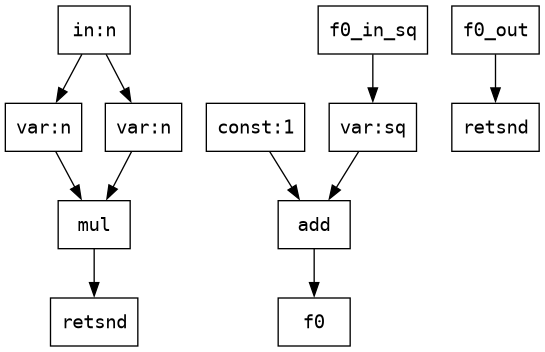 in:n
f0_in_sq
f0_out
var:n
var:n
const:1
var:sq
retsnd
mul
add
retsnd
f0